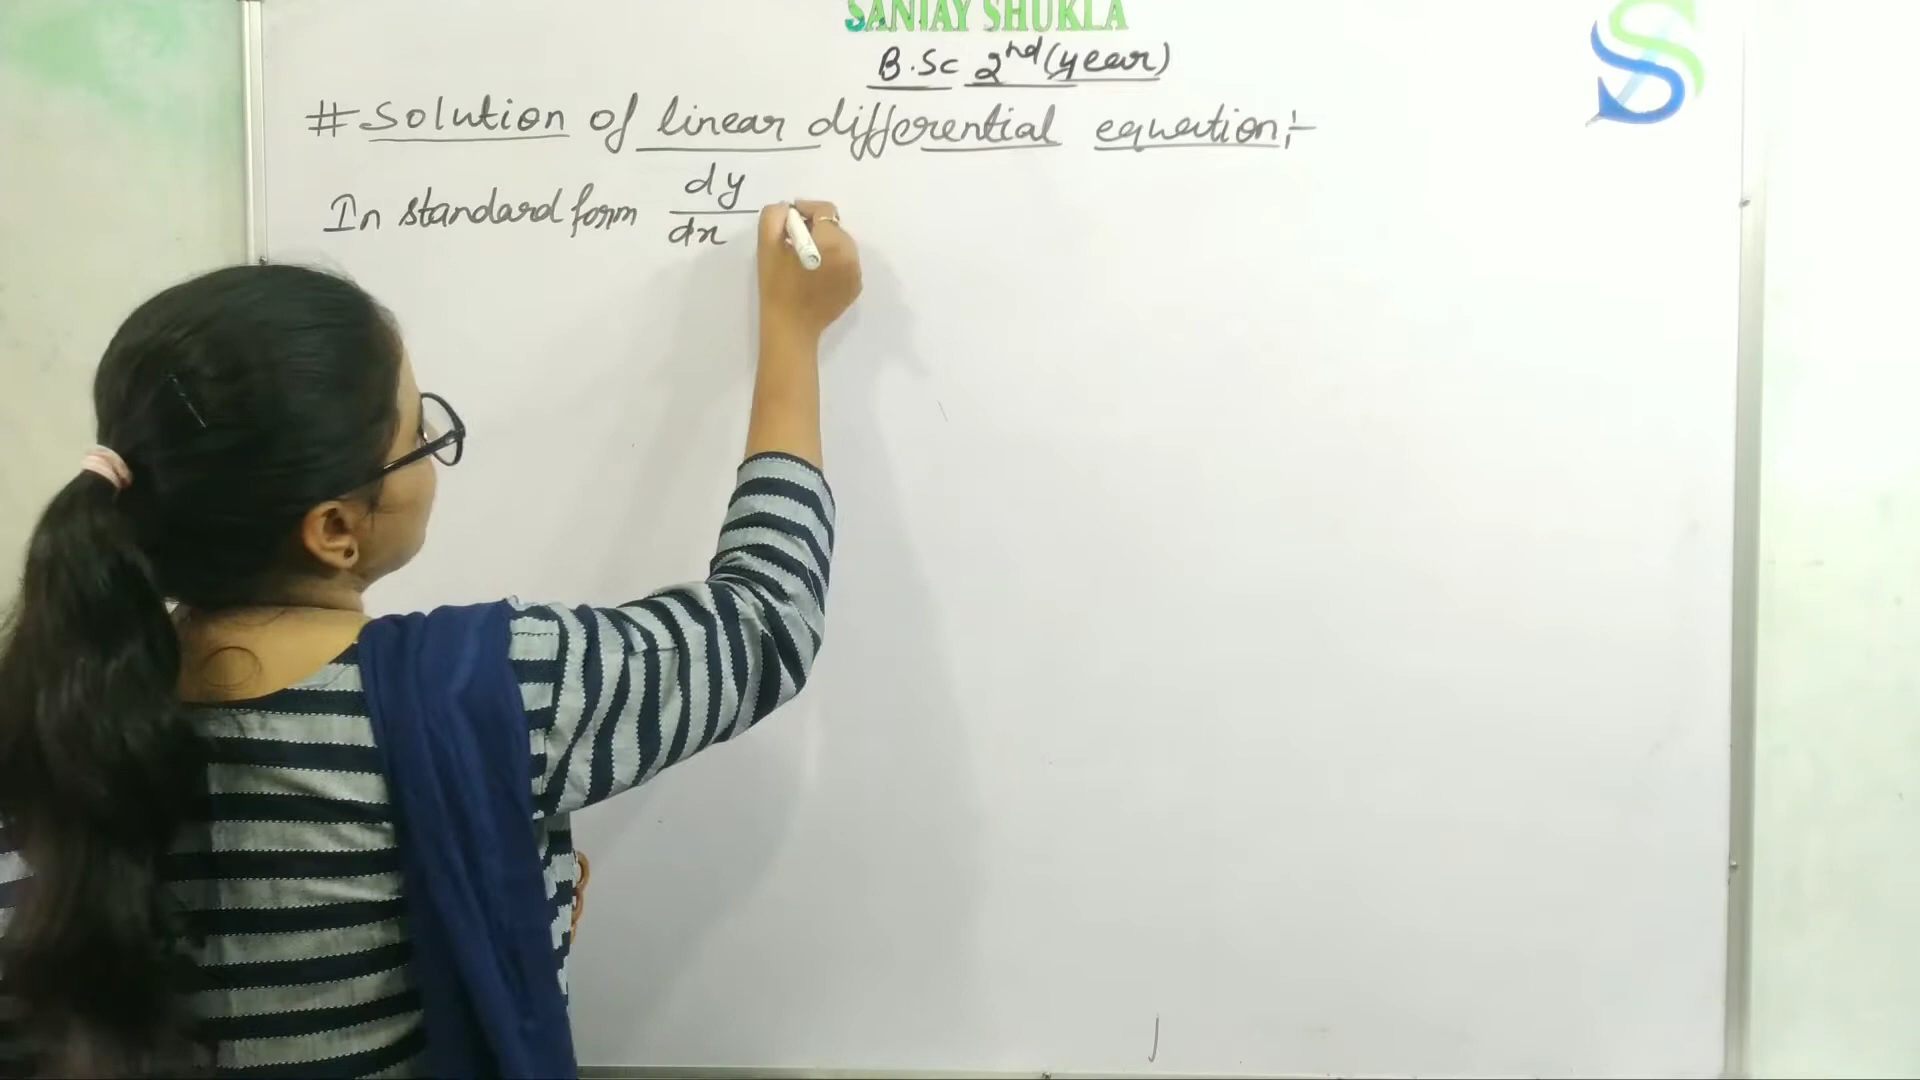 SANJAY SHUKLA
B.Sc 2nd (year)
# Solution of linear differential equation:-
In standard form dy/dx